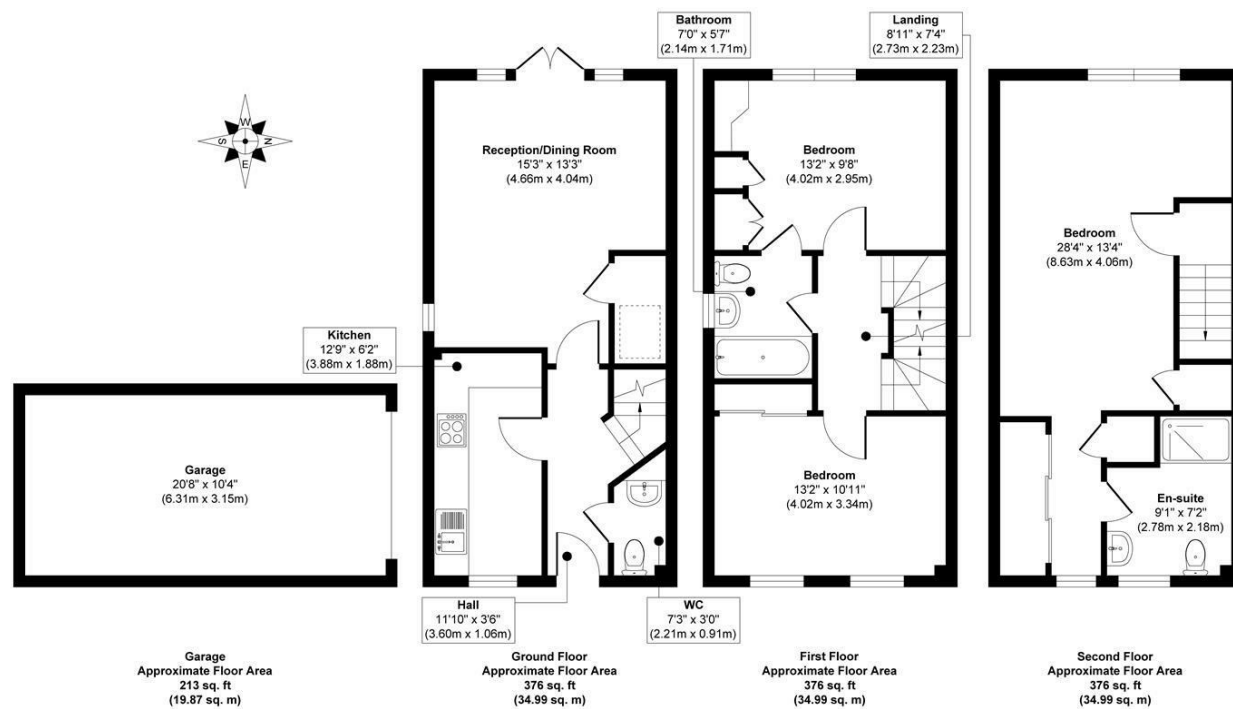 Bathroom
7'0" x 5'7"
(2.14m x 1.71m)
Landing
8'11" x 7'4"
(2.73m x 2.23m)
W
S
N
E
Reception/Dining Room
15'3" x 13'3"
(4.66m x 4.04m)
Bedroom
13'2" x 9'8"
(4.02m x 2.95m)
Bedroom
28'4" x 13'4"
(8.63m x 4.06m)
Kitchen
12'9" x 6'2"
(3.88m x 1.88m)
Garage
20'8" x 10'4"
(6.31m x 3.15m)
Bedroom
13'2" x 10'11"
(4.02m x 3.34m)
En-suite
9'1" x 7'2"
(2.78m x 2.18m)
Hall
11'10" x 3'6"
(3.60m x 1.06m)
WC
7'3" x 3'0"
(2.21m x 0.91m)
Garage
Approximate Floor Area
213 sq. ft
(19.87 sq. m)
Ground Floor
Approximate Floor Area
376 sq. ft
(34.99 sq. m)
First Floor
Approximate Floor Area
376 sq. ft
(34.99 sq. m)
Second Floor
Approximate Floor Area
376 sq. ft
(34.99 sq. m)